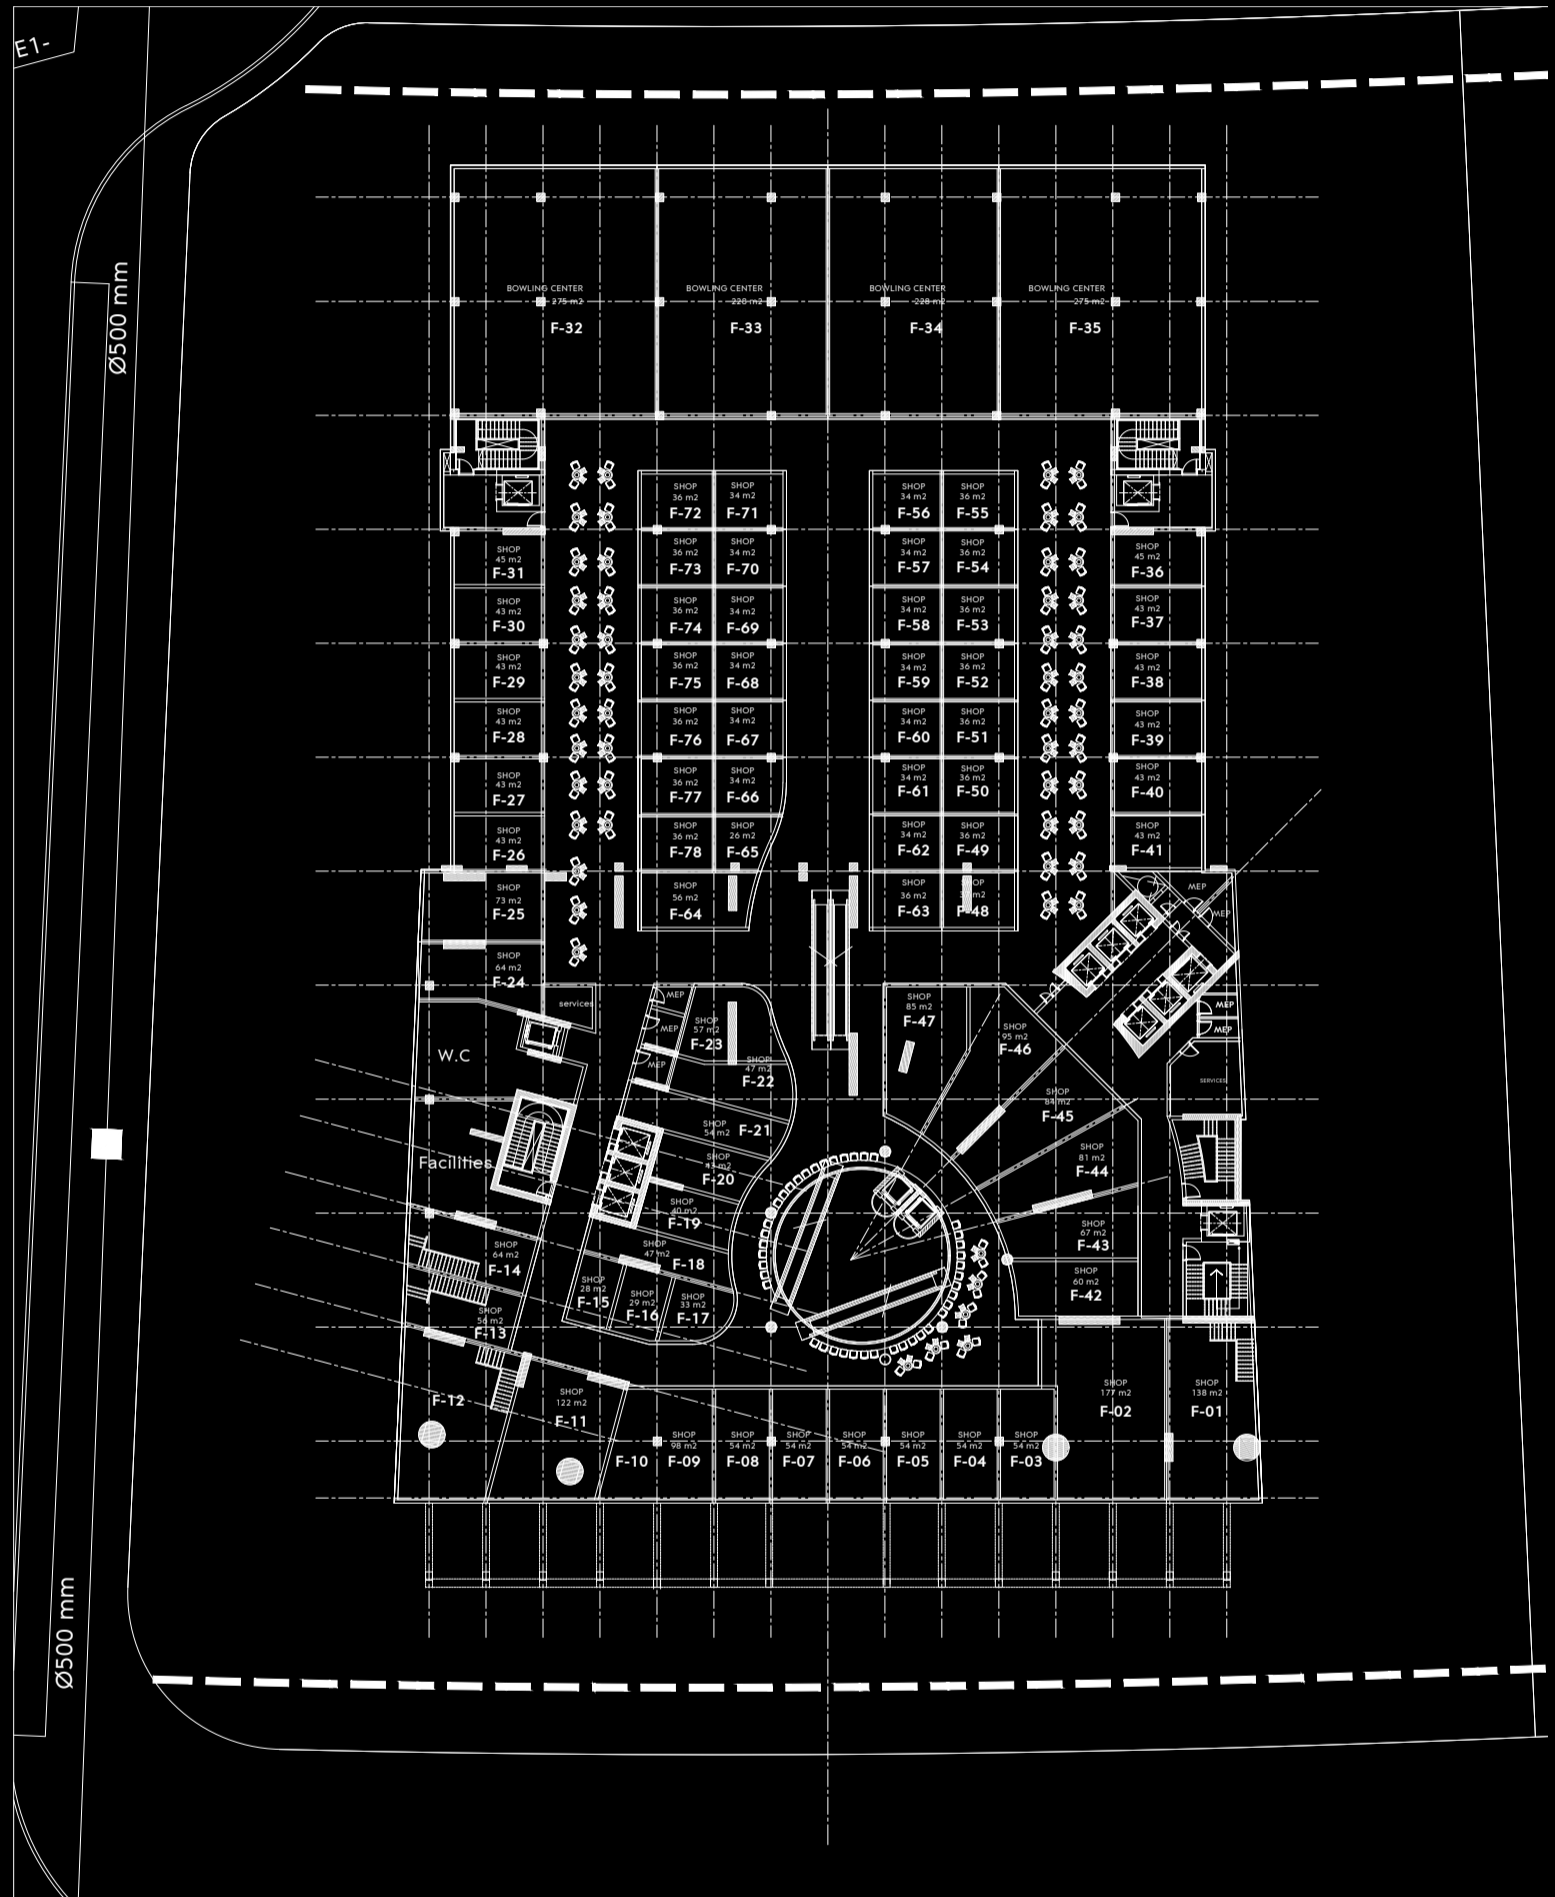 E1-
Ø500 mm
BOWLING CENTER
275 m2
F-32
BOWLING CENTER
228 m2
F-33
BOWLING CENTER
228 m2
F-34
BOWLING CENTER
275 m2
F-35
SHOP
36 m2
F-72
SHOP
34 m2
F-71
SHOP
34 m2
F-56
SHOP
36 m2
F-55
SHOP
45 m2
F-31
SHOP
36 m2
F-73
SHOP
34 m2
F-70
SHOP
34 m2
F-57
SHOP
36 m2
F-54
SHOP
45 m2
F-36
SHOP
43 m2
F-30
SHOP
36 m2
F-74
SHOP
34 m2
F-69
SHOP
34 m2
F-58
SHOP
36 m2
F-53
SHOP
43 m2
F-37
SHOP
43 m2
F-29
SHOP
36 m2
F-75
SHOP
34 m2
F-68
SHOP
34 m2
F-59
SHOP
36 m2
F-52
SHOP
43 m2
F-38
SHOP
43 m2
F-28
SHOP
36 m2
F-76
SHOP
34 m2
F-67
SHOP
34 m2
F-60
SHOP
36 m2
F-51
SHOP
43 m2
F-39
SHOP
43 m2
F-27
SHOP
36 m2
F-77
SHOP
34 m2
F-66
SHOP
34 m2
F-61
SHOP
36 m2
F-50
SHOP
43 m2
F-40
SHOP
43 m2
F-26
SHOP
36 m2
F-78
SHOP
26 m2
F-65
SHOP
34 m2
F-62
SHOP
36 m2
F-49
SHOP
43 m2
F-41
SHOP
73 m2
F-25
SHOP
56 m2
F-64
SHOP
36 m2
F-63
F-48
MEP
MEP
SHOP
64 m2
F-24
services
MEP
MEP
MEP
SHOP
57 m2
F-23
SHOP
85 m2
F-47
SHOP
95 m2
F-46
MEP
MEP
W.C
SHOP
47 m2
F-22
SERVICES
SHOP
84 m2
F-45
SHOP
54 m2
F-21
Facilities
SHOP
F-20
SHOP
81 m2
F-44
SHOP
40 m2
F-19
SHOP
67 m2
F-43
SHOP
64 m2
F-14
SHOP
47 m2
F-18
SHOP
60 m2
F-42
SHOP
28 m2
F-15
SHOP
29 m2
F-16
SHOP
33 m2
F-17
SHOP
56 m2
F-13
F-12
SHOP
122 m2
F-11
SHOP
177 m2
F-02
SHOP
138 m2
F-01
F-10
SHOP
98 m2
F-09
SHOP
54 m2
F-08
SHOP
54 m2
F-07
SHOP
54 m2
F-06
SHOP
54 m2
F-05
SHOP
54 m2
F-04
SHOP
54 m2
F-03
Ø500 mm